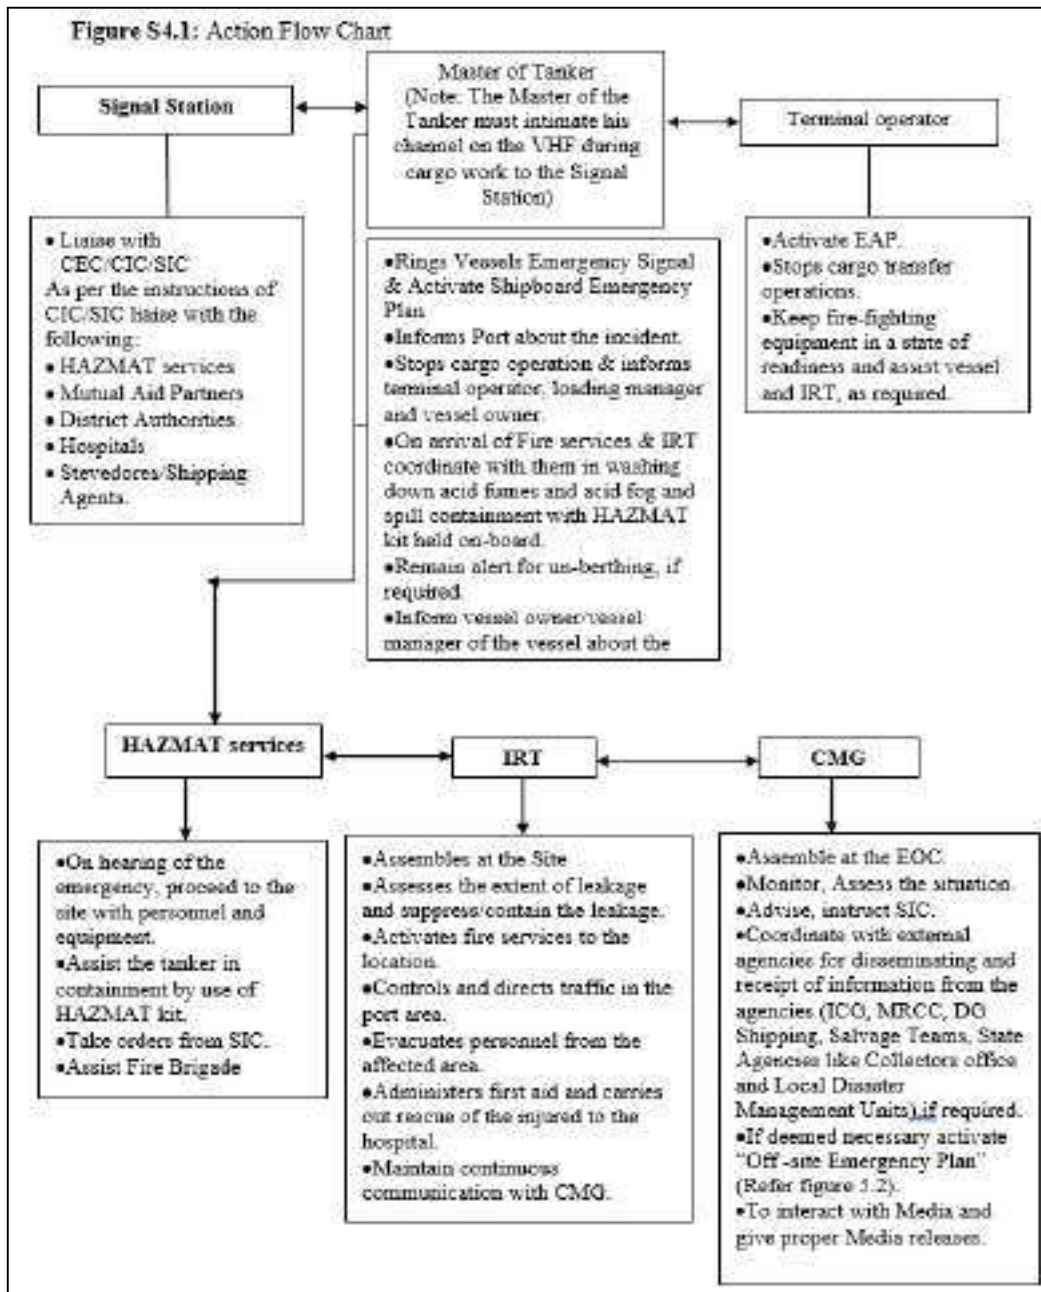 Figure S4.1: Action Flow Chart
Signal Station
Master of Tanker
(Note: The Master of the
Tanker must intimate his
channel on the VHF during
cargo work to the Signal
Station)
Terminal operator
• Liaise with
CEC/CIC/SIC
As per the instructions of
CIC/SIC liaise with the
following:
• HAZMAT services
• Mutual Aid Partners
• District Authorities
• Hospitals
• Stevedores/Shipping
Agents.
•Rings Vessels Emergency Signal
& Activate Shipboard Emergency
Plan
•Informs Port about the incident.
•Stops cargo operation & informs
terminal operator, loading manager
and vessel owner.
•On arrival of Fire services & IRT
coordinate with them in washing
down acid fumes and acid fog and
spill containment with HAZMAT
kit held on-board.
•Remain alert for un-berthing, if
required.
•Inform vessel owner/vessel
manager of the vessel about the
•Activate EAP.
•Stops cargo transfer
operations.
•Keep fire-fighting
equipment in a state of
readiness and assist vessel
and IRT, as required.
HAZMAT services
IRT
CMG
•On hearing of the
emergency, proceed to the
site with personnel and
equipment.
•Assist the tanker in
containment by use of
HAZMAT kit.
•Take orders from SIC.
•Assist Fire Brigade
•Assembles at the Site
•Assesses the extent of leakage
and suppress/contain the leakage.
•Activates fire services to the
location.
•Controls and directs traffic in the
port area.
•Evacuates personnel from the
affected area.
•Administers first aid and carries
out rescue of the injured to the
hospital.
•Maintain continuous
communication with CMG.
•Assemble at the EOC.
•Monitor, Assess the situation.
•Advise, instruct SIC.
•Coordinate with external
agencies for disseminating and
receipt of information from the
agencies (ICG, MRCC, DG
Shipping, Salvage Teams, State
Agencies like Collectors office
and Local Disaster
Management Units),if required.
•If deemed necessary activate
"Off -site Emergency Plan"
(Refer figure 5.2).
•To interact with Media and
give proper Media releases.